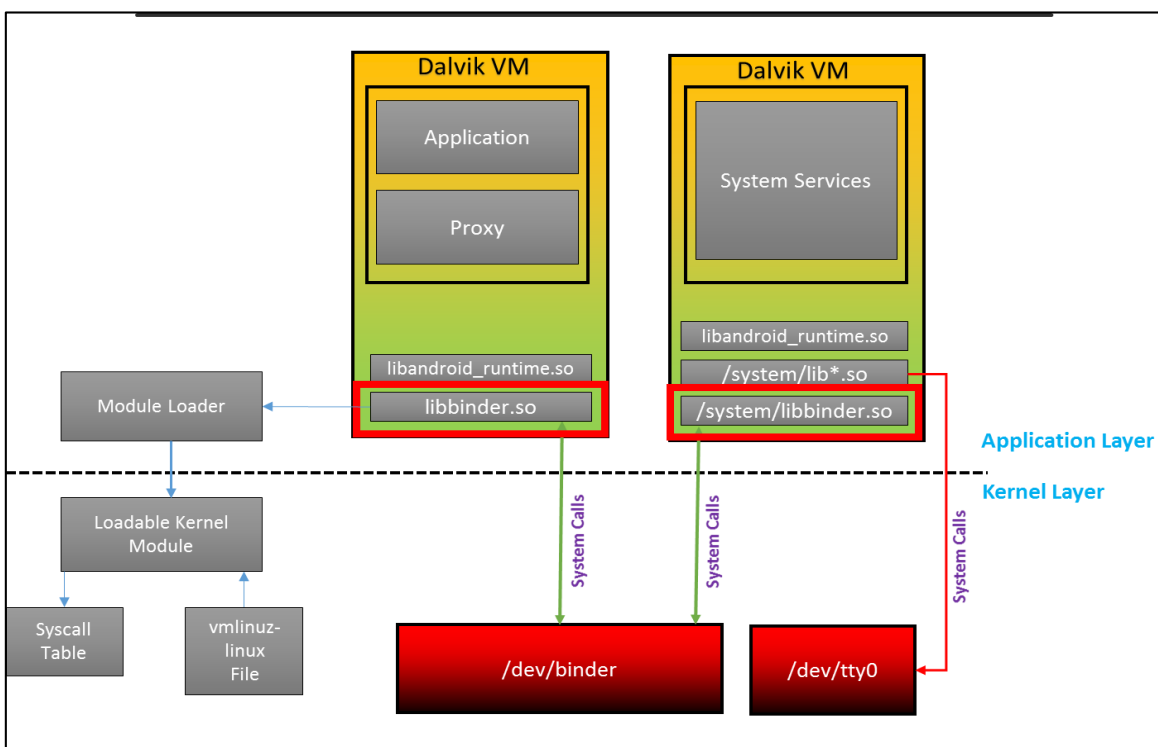 Dalvik VM
Application
Proxy
libandroid_runtime.so
libbinder.so
Dalvik VM
System Services
libandroid_runtime.so
/system/lib*.so
/system/libbinder.so
Module Loader
Application Layer
Kernel Layer
Loadable Kernel
Module
Syscall
Table
vmlinuz-
linux
File
System Calls
System Calls
System Calls
/dev/binder
/dev/tty0